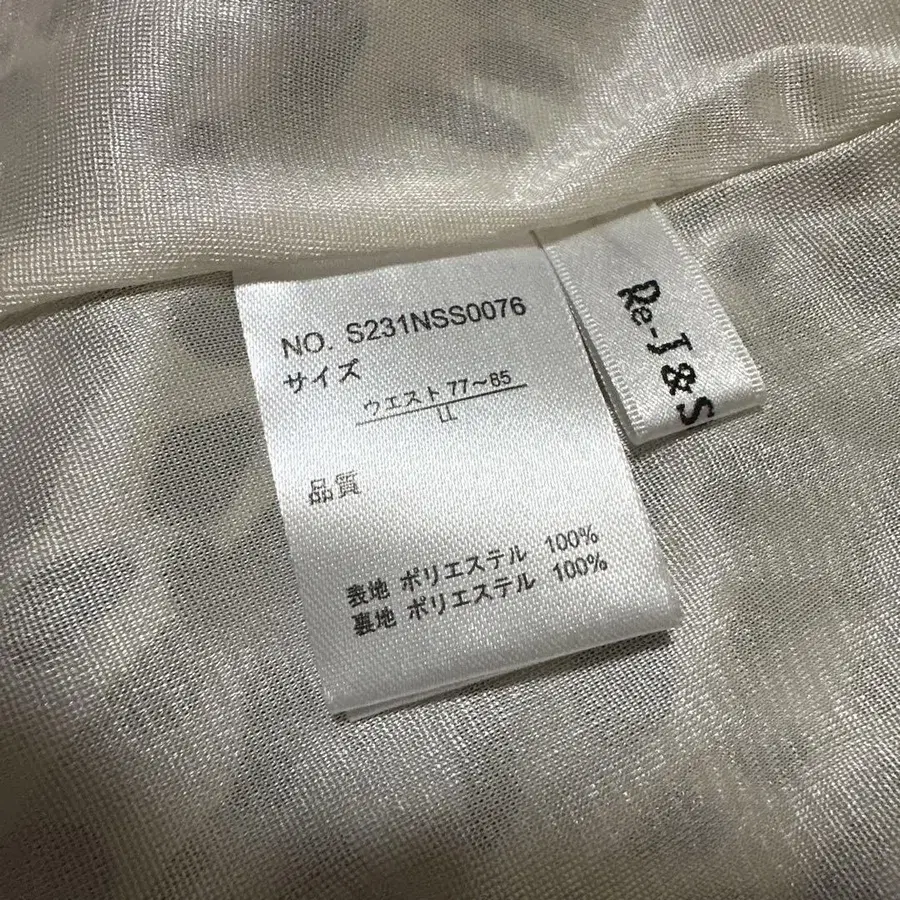 NO. S231NSS0076
サイズ
ウエスト 77～85
LL
品質
表地 ポリエステル 100%
裏地 ポリエステル 100%
Re-J&S